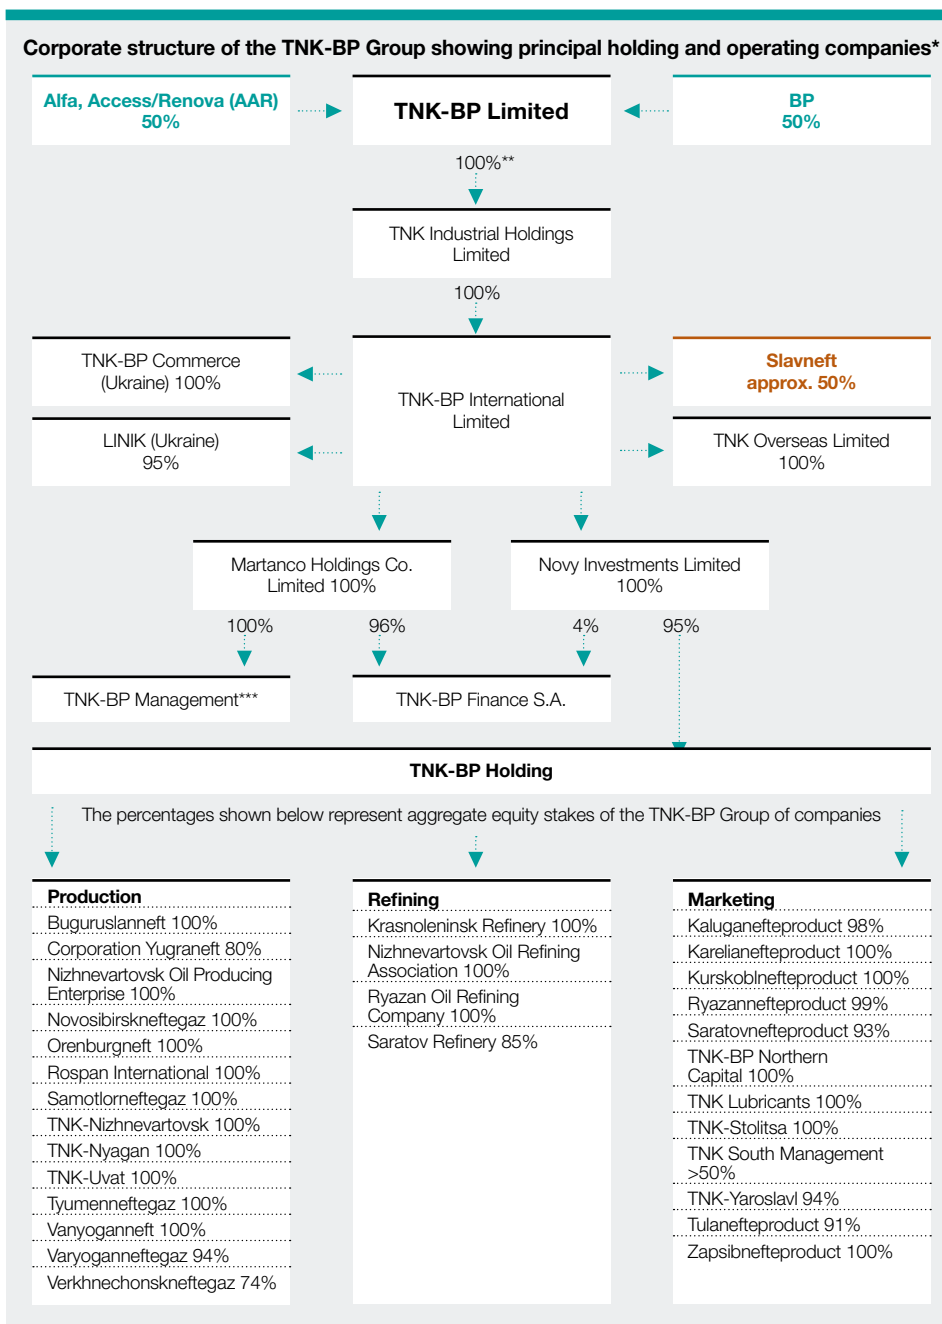 Corporate structure of the TNK-BP Group showing principal holding and operating companies*
Alfa, Access/Renova (AAR)
50%
TNK-BP Limited
BP
50%
100%**
TNK Industrial Holdings
Limited
100%
TNK-BP Commerce
(Ukraine) 100%
TNK-BP International
Limited
Slavneft
approx. 50%
LINIK (Ukraine)
95%
TNK Overseas Limited
100%
Martanco Holdings Co.
Limited 100%
Novy Investments Limited
100%
100%
96%
4%
95%
TNK-BP Management***
TNK-BP Finance S.A.
TNK-BP Holding
The percentages shown below represent aggregate equity stakes of the TNK-BP Group of companies
Production
Buguruslanneft 100%
Corporation Yugraneft 80%
Nizhnevartovsk Oil Producing
Enterprise 100%
Novosibirskneftegaz 100%
Orenburgneft 100%
Rospan International 100%
Samotlorneftegaz 100%
TNK-Nizhnevartovsk 100%
TNK-Nyagan 100%
TNK-Uvat 100%
Tyumenneftegaz 100%
Vanyoganneft 100%
Varyoganneftegaz 94%
Verkhnechonskneftegaz 74%
Refining
Krasnoleninsk Refinery 100%
Nizhnevartovsk Oil Refining
Association 100%
Ryazan Oil Refining
Company 100%
Saratov Refinery 85%
Marketing
Kaluganefteproduct 98%
Karelianefteproduct 100%
Kurskoblnefteproduct 100%
Ryazannefteproduct 99%
Saratovnefteproduct 93%
TNK-BP Northern
Capital 100%
TNK Lubricants 100%
TNK-Stolitsa 100%
TNK South Management
>50%
TNK-Yaroslavl 94%
Tulanefteproduct 91%
Zapsibnefteproduct 100%